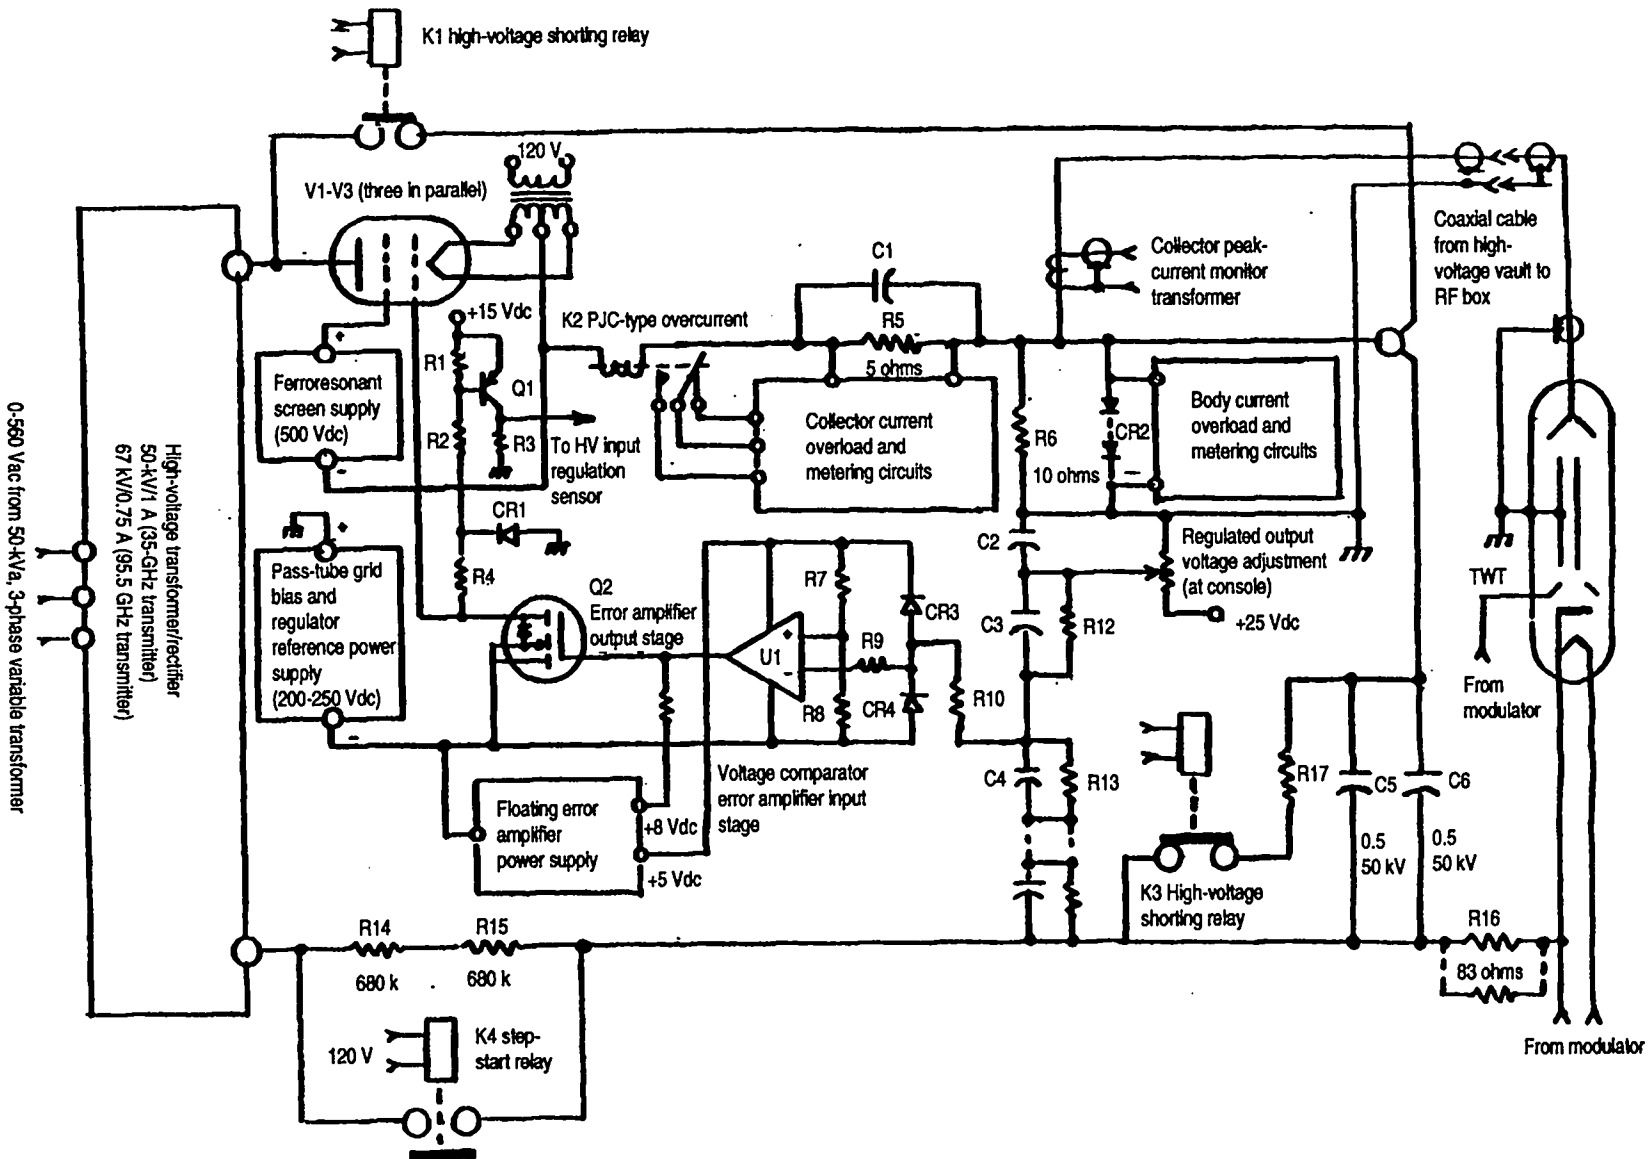 K1 high-voltage shorting relay
120 V
V1-V3 (three in parallel)
+15 Vdc
R1
Q1
R2
R3
To HV input
regulation
sensor
K2 PJC-type overcurrent
C1
R5
5 ohms
Collector current
overload and
metering circuits
Collector peak-
current monitor
transformer
Coaxial cable
from high-
voltage vault to
RF box
+
Ferroresonant
screen supply
(500 Vdc)
-
R6
CR2
10 ohms
-
Body current
overload and
metering circuits
0-560 Vac from 50-kVa, 3-phase variable transformer
High-voltage transformer/rectifier
50-kV/1 A (35-GHz transmitter)
67 kV/0.75 A (95.5 GHz transmitter)
CR1
+
Pass-tube grid
bias and
regulator
reference power
supply
(200-250 Vdc)
-
R4
Q2
Error amplifier
output stage
R7
U1
+
-
R9
R8
CR3
CR4
R10
C2
C3
R12
Regulated output
voltage adjustment
(at console)
+25 Vdc
TWT
From
modulator
Floating error
amplifier
power supply
+8 Vdc
+5 Vdc
Voltage comparator
error amplifier input
stage
C4
R13
K3 High-voltage
shorting relay
R17
C5
C6
0.5
50 kV
0.5
50 kV
R14
680 k
R15
680 k
R16
83 ohms
120 V
K4 step-
start relay
From modulator